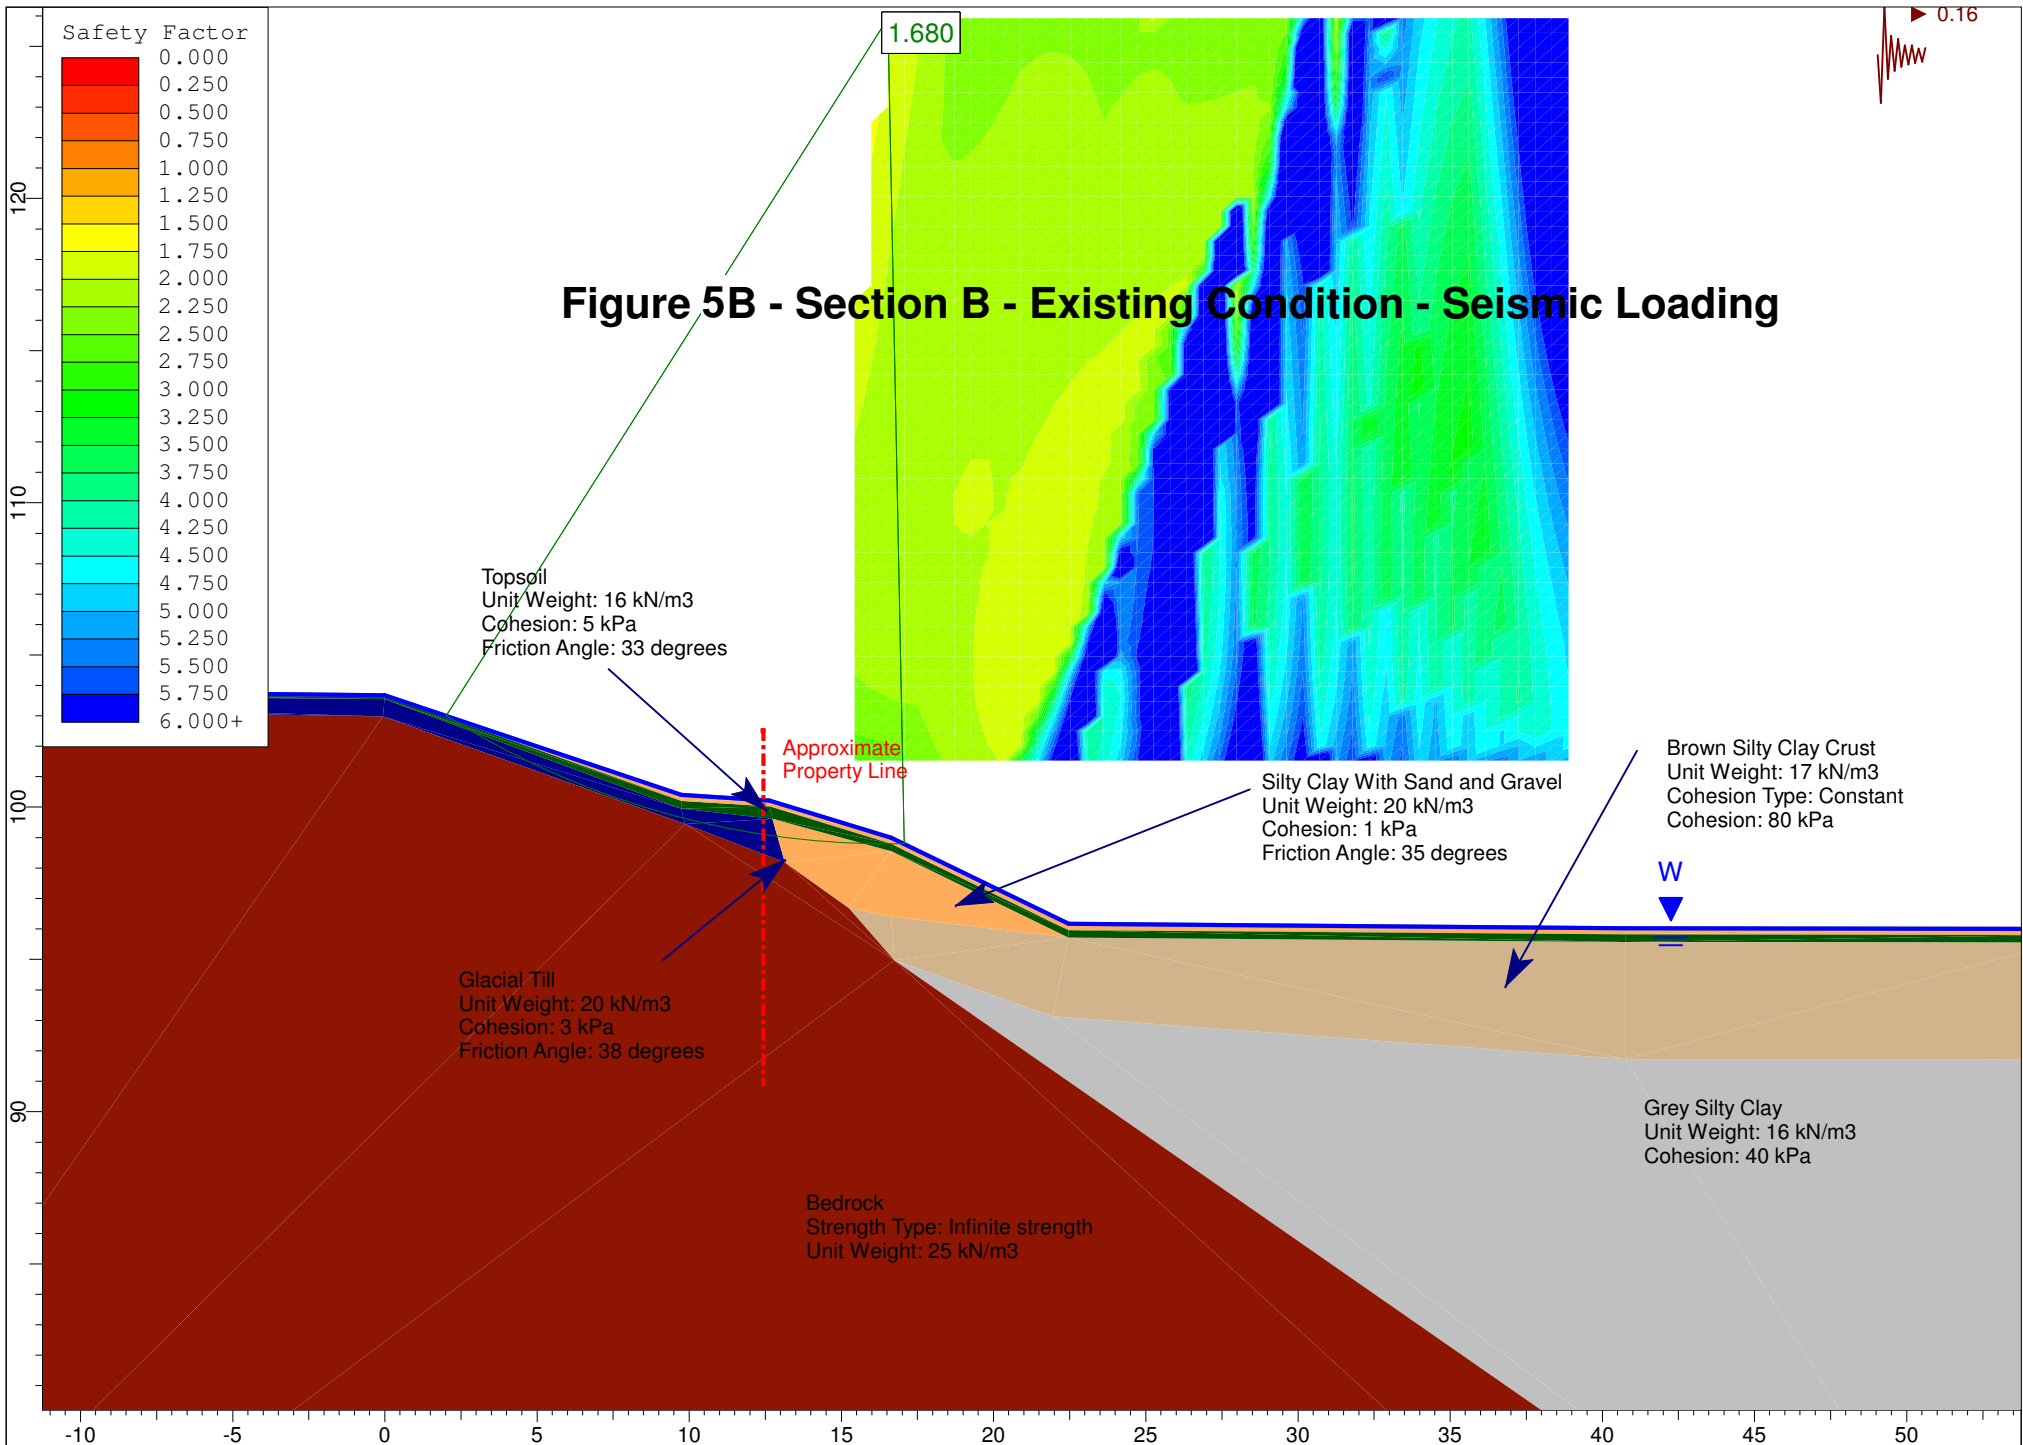 Safety Factor
0.000
0.250
0.500
0.750
1.000
1.250
1.500
1.750
2.000
2.250
2.500
2.750
3.000
3.250
3.500
3.750
4.000
4.250
4.500
4.750
5.000
5.250
5.500
5.750
6.000+
1.680
0.16
Figure 5B - Section B - Existing Condition - Seismic Loading
Topsoil
Unit Weight: 16 kN/m3
Cohesion: 5 kPa
Friction Angle: 33 degrees
Approximate
Property Line
Silty Clay With Sand and Gravel
Unit Weight: 20 kN/m3
Cohesion: 1 kPa
Friction Angle: 35 degrees
Brown Silty Clay Crust
Unit Weight: 17 kN/m3
Cohesion Type: Constant
Cohesion: 80 kPa
W
Glacial Till
Unit Weight: 20 kN/m3
Cohesion: 3 kPa
Friction Angle: 38 degrees
Grey Silty Clay
Unit Weight: 16 kN/m3
Cohesion: 40 kPa
Bedrock
Strength Type: Infinite strength
Unit Weight: 25 kN/m3
120
110
100
90
-10 -5 0 5 10 15 20 25 30 35 40 45 50